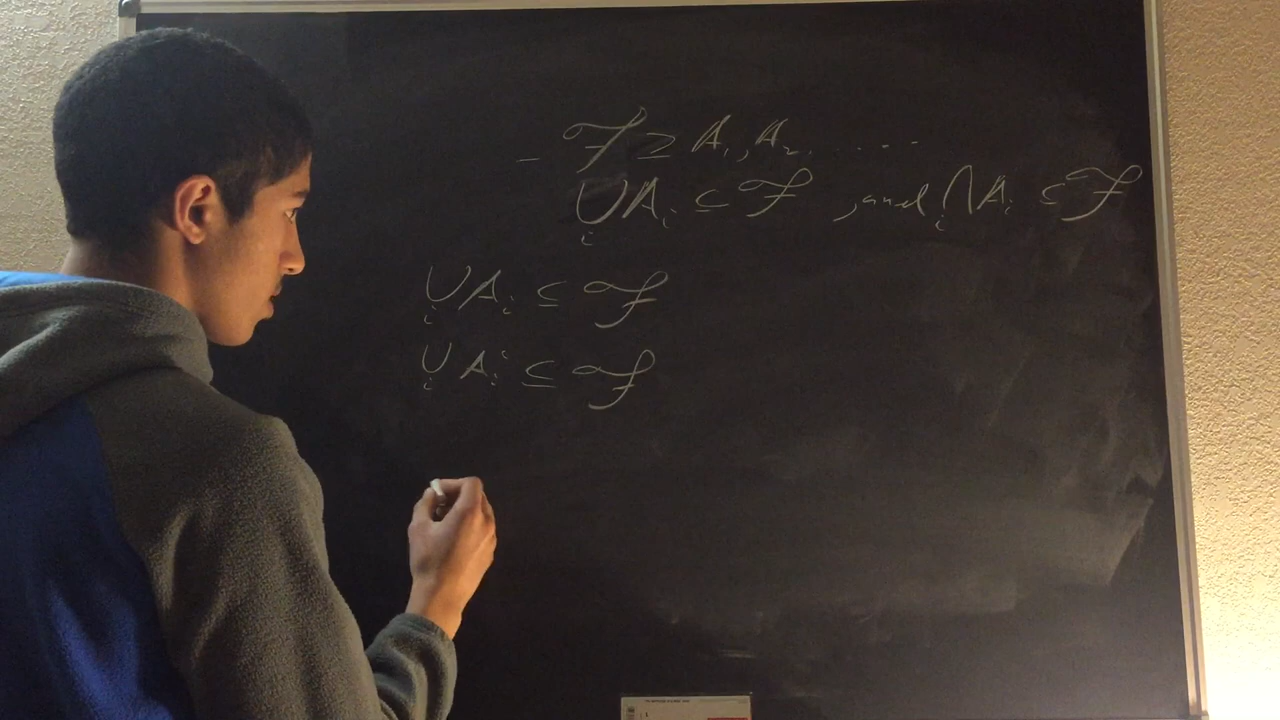 - ℱ ⊇ A₁, A₂, .....
⋃ᵢ Aᵢ ⊆ ℱ , and ⋂ᵢ Aᵢ ⊆ ℱ
⋃ᵢ Aᵢ ⊆ ℱ
⋃ᵢ Aᵢᶜ ⊆ ℱ